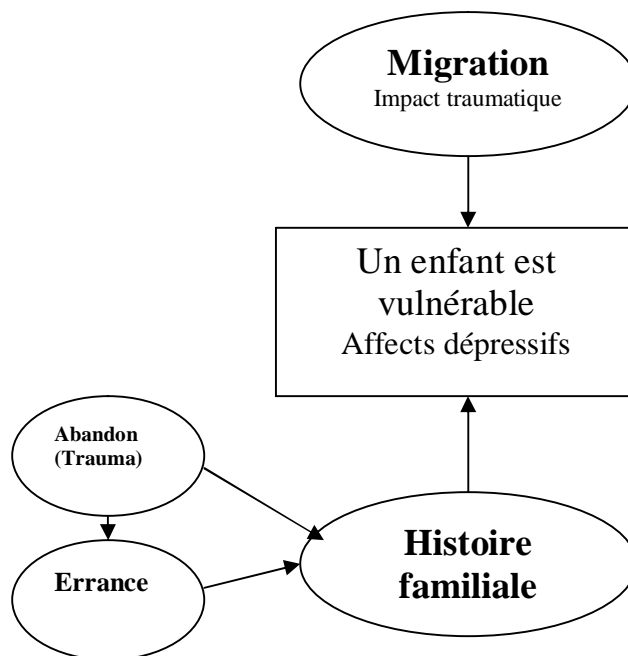 Migration
Impact traumatique
Un enfant est
vulnérable
Affects dépressifs
Abandon
(Trauma)
Errance
Histoire
familiale